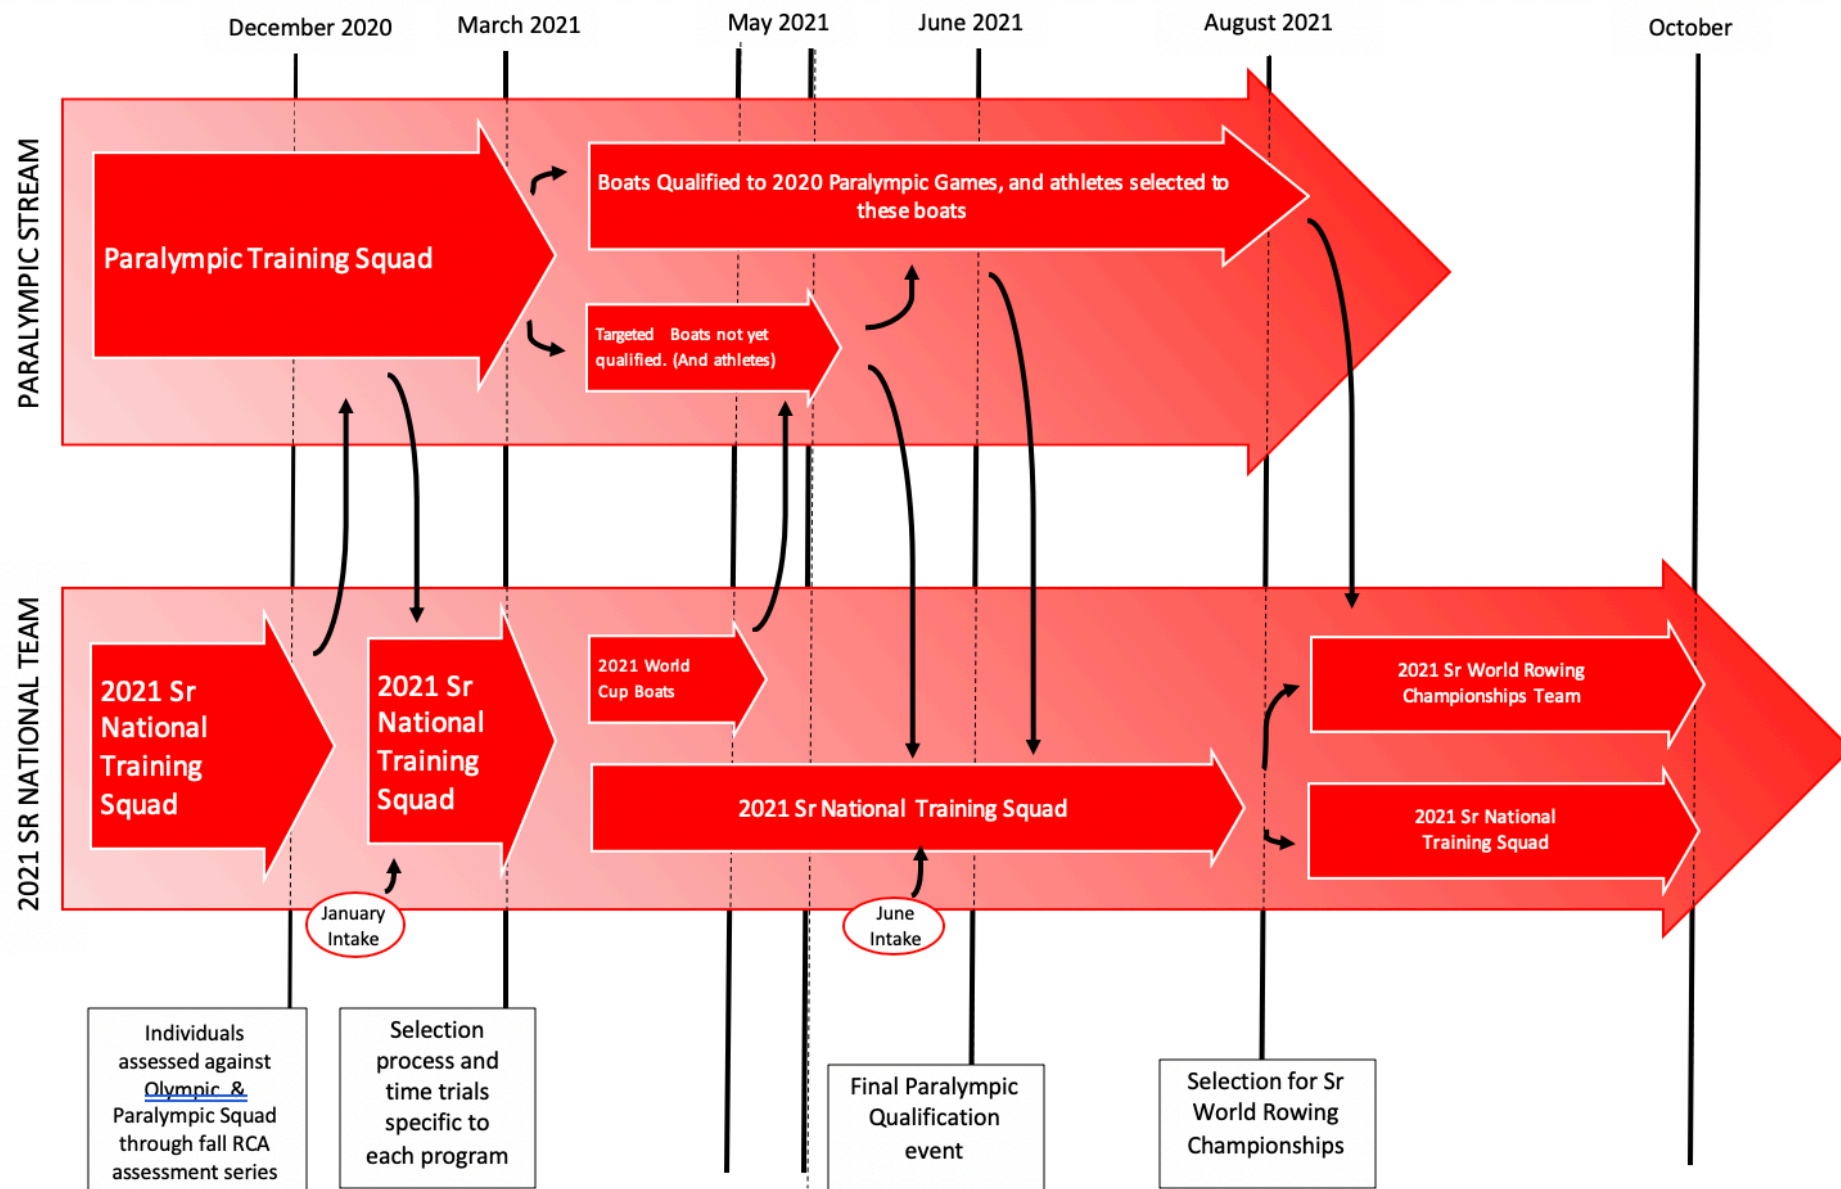 December 2020
March 2021
May 2021
June 2021
August 2021
October
PARALYMPIC STREAM
Paralympic Training Squad
Boats Qualified to 2020 Paralympic Games, and athletes selected to
these boats
Targeted Boats not yet
qualified. (And athletes)
2021 SR NATIONAL TEAM
2021 Sr
National
Training
Squad
2021 Sr
National
Training
Squad
2021 World
Cup Boats
2021 Sr National Training Squad
2021 Sr World Rowing
Championships Team
2021 Sr National
Training Squad
January
Intake
June
Intake
Individuals
assessed against
Olympic &
Paralympic Squad
through fall RCA
assessment series
Selection
process and
time trials
specific to
each program
Final Paralympic
Qualification
event
Selection for Sr
World Rowing
Championships